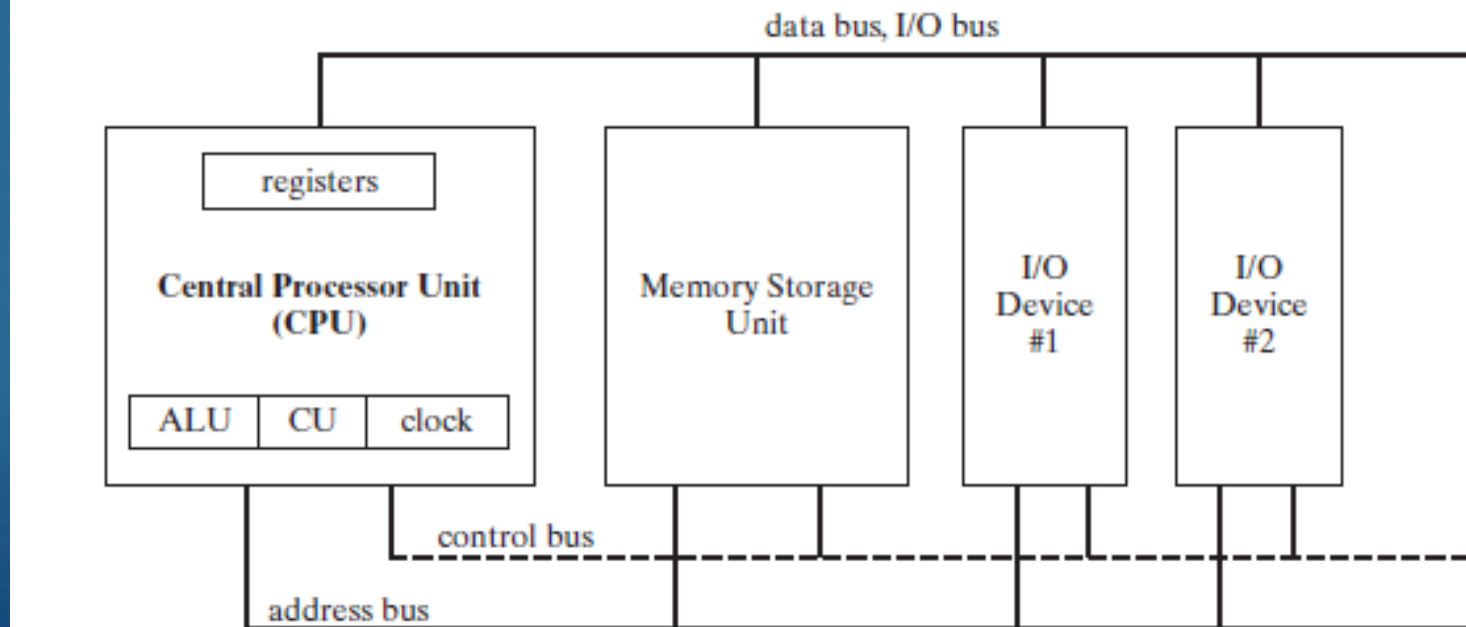 data bus, I/O bus
registers
Central Processor Unit
(CPU)
ALU CU clock
Memory Storage
Unit
I/O
Device
#1
I/O
Device
#2
control bus
address bus